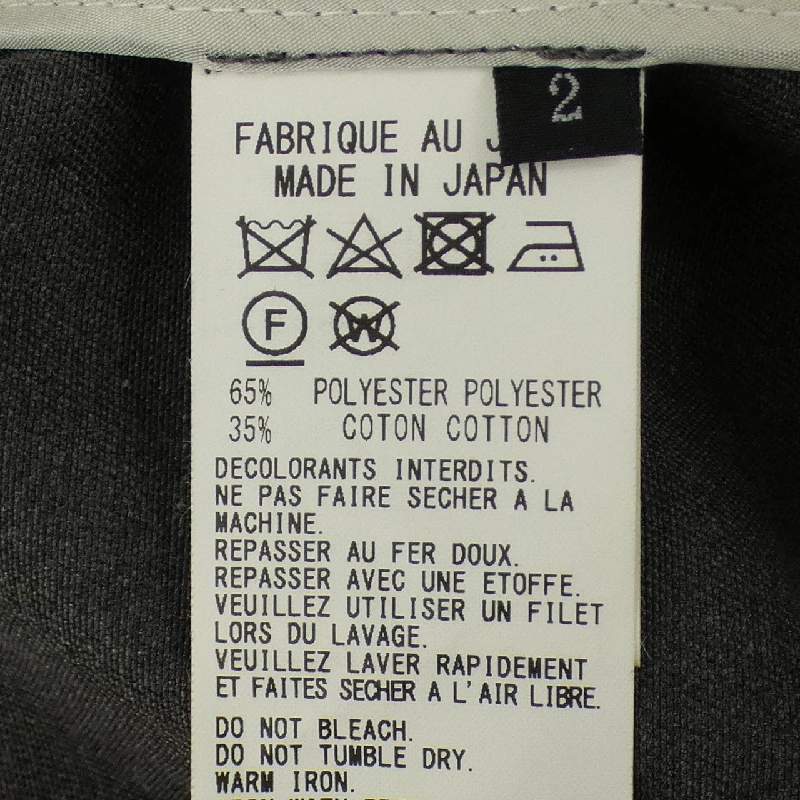 2
FABRIQUE AU
MADE IN JAPAN
F
W
65% POLYESTER POLYESTER
35% COTON COTTON
DECOLORANTS INTERDITS.
NE PAS FAIRE SECHER A LA
MACHINE.
REPASSER AU FER DOUX.
REPASSER AVEC UNE ETOFFE.
VEUILLEZ UTILISER UN FILET
LORS DU LAVAGE.
VEUILLEZ LAVER RAPIDEMENT
ET FAITES SECHER A L'AIR LIBRE.
DO NOT BLEACH.
DO NOT TUMBLE DRY.
WARM IRON.